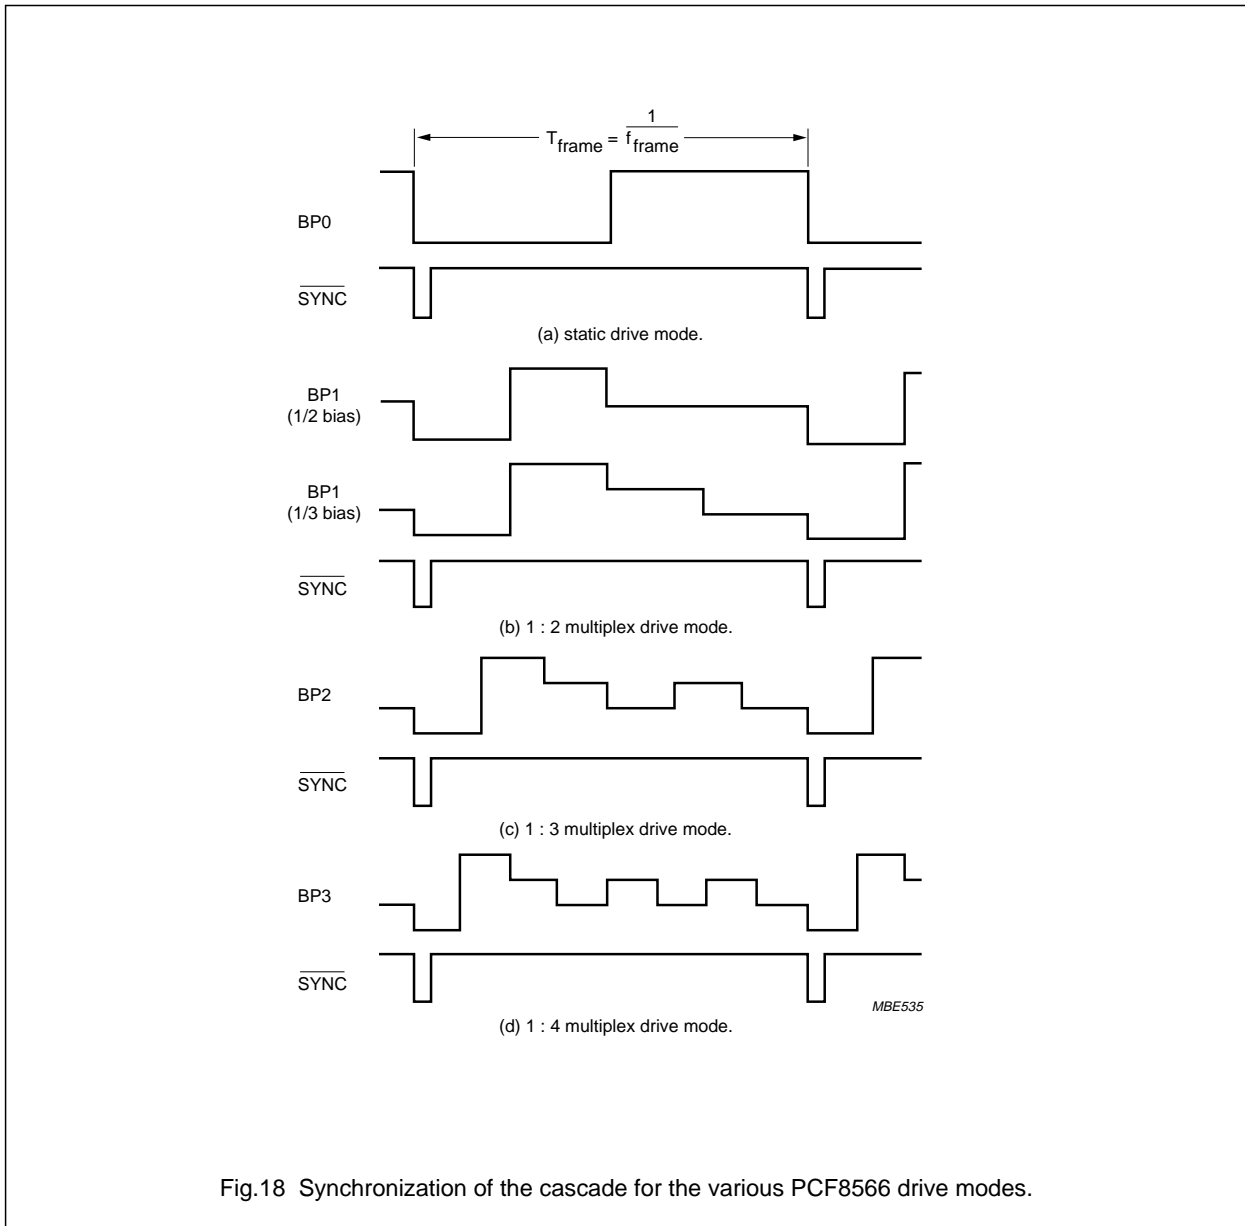 T_frame = 1 / f_frame
BP0
SYNC
(a) static drive mode.
BP1
(1/2 bias)
BP1
(1/3 bias)
SYNC
(b) 1 : 2 multiplex drive mode.
BP2
SYNC
(c) 1 : 3 multiplex drive mode.
BP3
SYNC
MBE535
(d) 1 : 4 multiplex drive mode.
Fig.18 Synchronization of the cascade for the various PCF8566 drive modes.